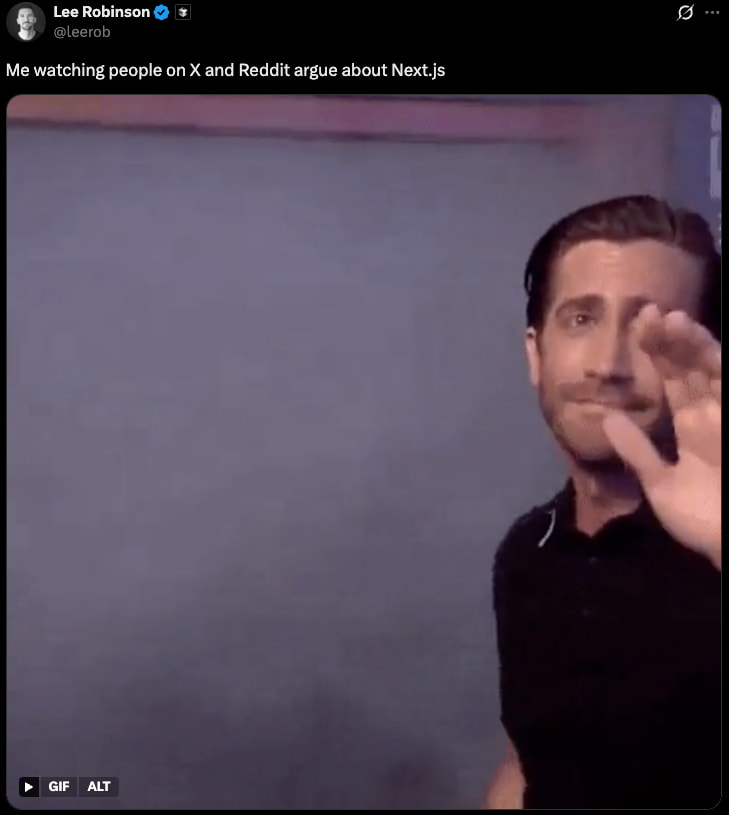 Lee Robinson
@leerob
Me watching people on X and Reddit argue about Next.js
GIF ALT